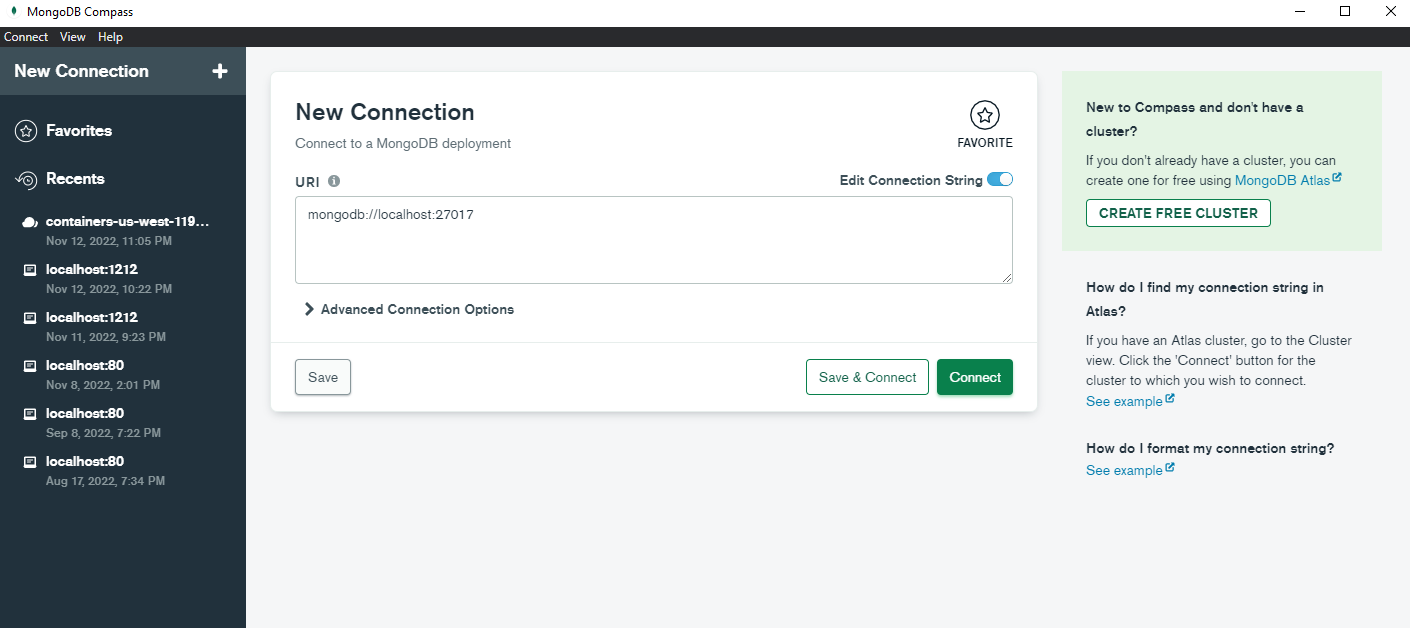 MongoDB Compass
Connect View Help
New Connection
Favorites
Recents
containers-us-west-119...
Nov 12, 2022, 11:05 PM
localhost:1212
Nov 12, 2022, 10:22 PM
localhost:1212
Nov 11, 2022, 9:23 PM
localhost:80
Nov 8, 2022, 2:01 PM
localhost:80
Sep 8, 2022, 7:22 PM
localhost:80
Aug 17, 2022, 7:34 PM
New Connection
Connect to a MongoDB deployment
FAVORITE
URI
Edit Connection String
mongodb://localhost:27017
Advanced Connection Options
Save
Save & Connect
Connect
New to Compass and don't have a
cluster?
If you don't already have a cluster, you can
create one for free using MongoDB Atlas
CREATE FREE CLUSTER
How do I find my connection string in
Atlas?
If you have an Atlas cluster, go to the Cluster
view. Click the 'Connect' button for the
cluster to which you wish to connect.
See example
How do I format my connection string?
See example